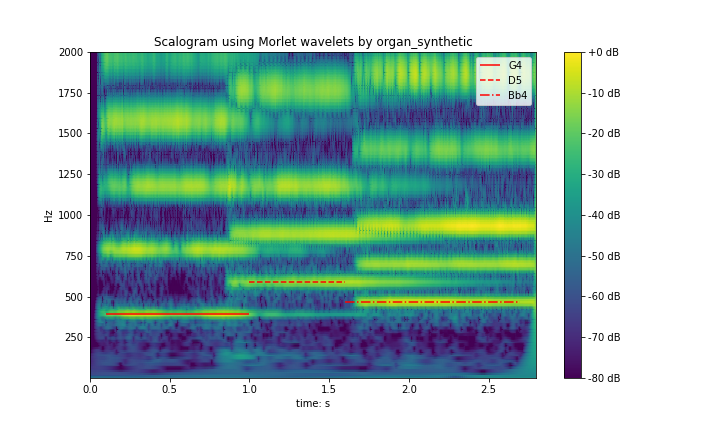 Scalogram using Morlet wavelets by organ_synthetic
2000
1750
1500
1250
1000
750
500
250
Hz
0.0
0.5
1.0
1.5
2.0
2.5
time: s
G4
D5
Bb4
+0 dB
-10 dB
-20 dB
-30 dB
-40 dB
-50 dB
-60 dB
-70 dB
-80 dB